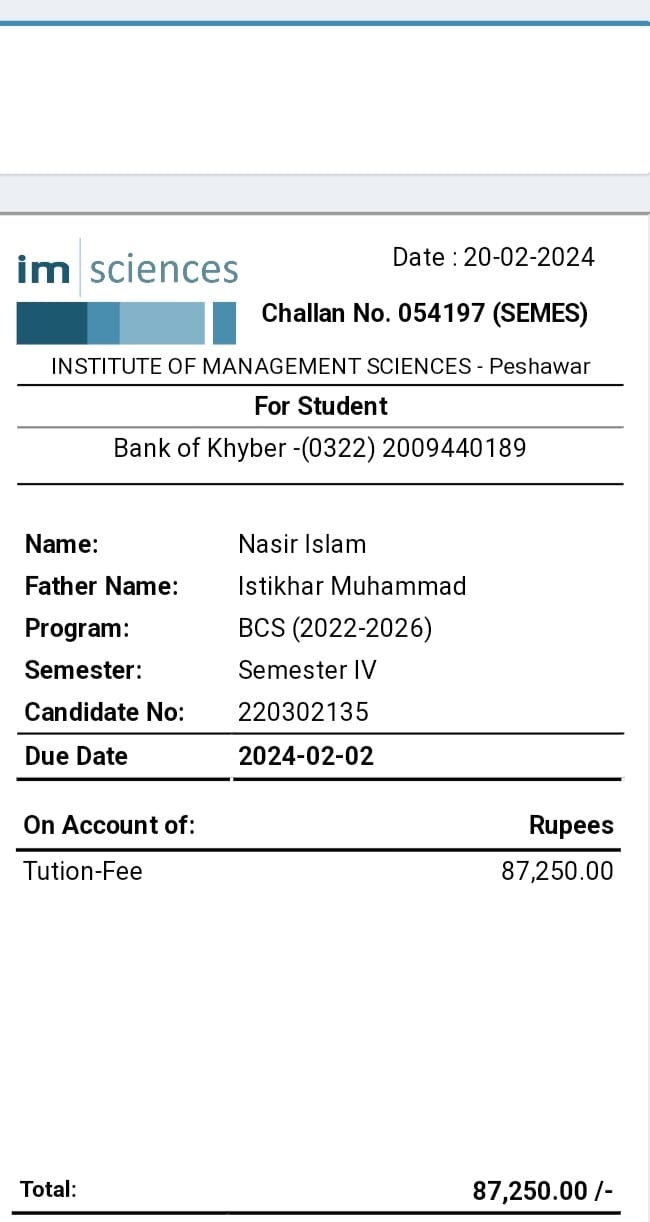 im sciences
Date : 20-02-2024
Challan No. 054197 (SEMES)
INSTITUTE OF MANAGEMENT SCIENCES - Peshawar
For Student
Bank of Khyber -(0322) 2009440189
Name: Nasir Islam
Father Name: Istikhar Muhammad
Program: BCS (2022-2026)
Semester: Semester IV
Candidate No: 220302135
Due Date 2024-02-02
On Account of: Rupees
Tution-Fee 87,250.00
Total: 87,250.00 /-